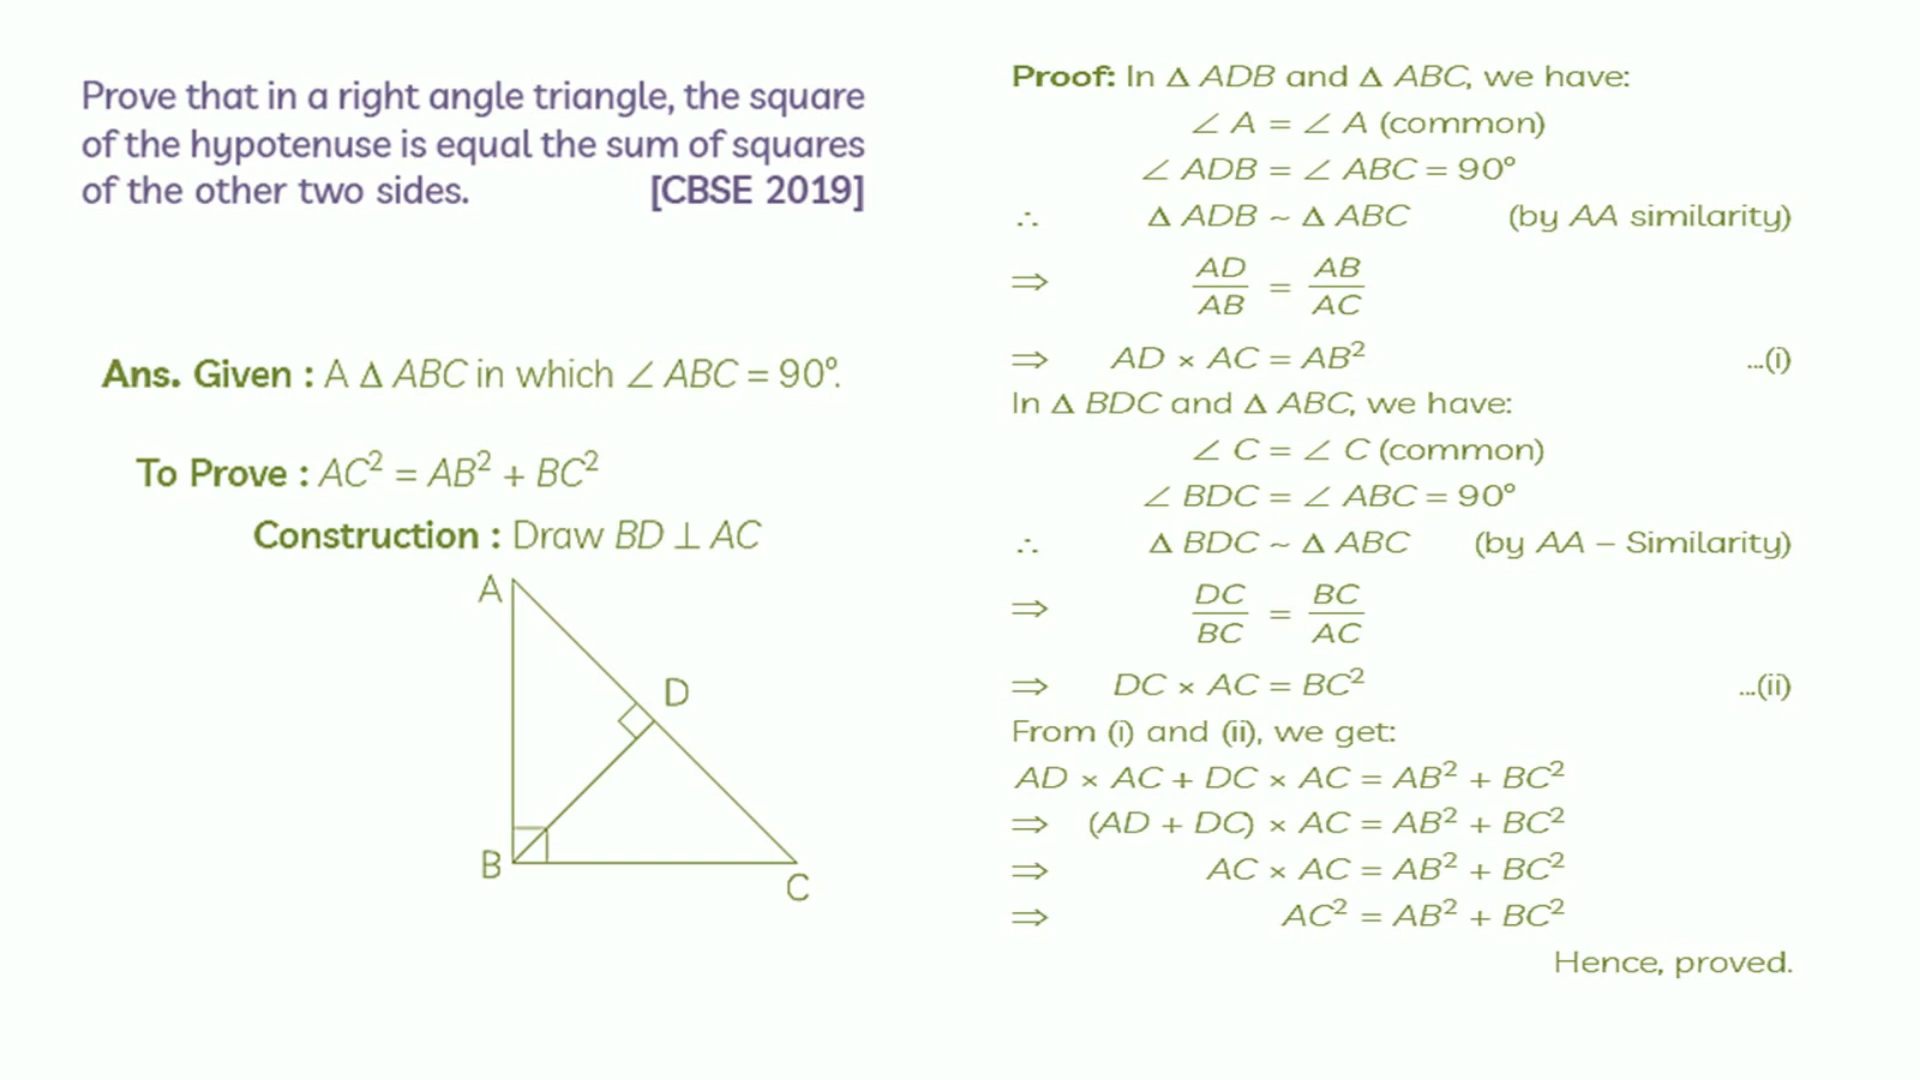 Prove that in a right angle triangle, the square
of the hypotenuse is equal the sum of squares
of the other two sides. [CBSE 2019]
Ans. Given : A Δ ABC in which ∠ ABC = 90°.
To Prove : AC² = AB² + BC²
Construction : Draw BD ⊥ AC
A
D
B
C
Proof: In Δ ADB and Δ ABC, we have:
∠ A = ∠ A (common)
∠ ADB = ∠ ABC = 90°
∴ Δ ADB ~ Δ ABC (by AA similarity)
⇒ AD/AB = AB/AC
⇒ AD × AC = AB² ...(i)
In Δ BDC and Δ ABC, we have:
∠ C = ∠ C (common)
∠ BDC = ∠ ABC = 90°
∴ Δ BDC ~ Δ ABC (by AA – Similarity)
⇒ DC/BC = BC/AC
⇒ DC × AC = BC² ...(ii)
From (i) and (ii), we get:
AD × AC + DC × AC = AB² + BC²
⇒ (AD + DC) × AC = AB² + BC²
⇒ AC × AC = AB² + BC²
⇒ AC² = AB² + BC²
Hence, proved.